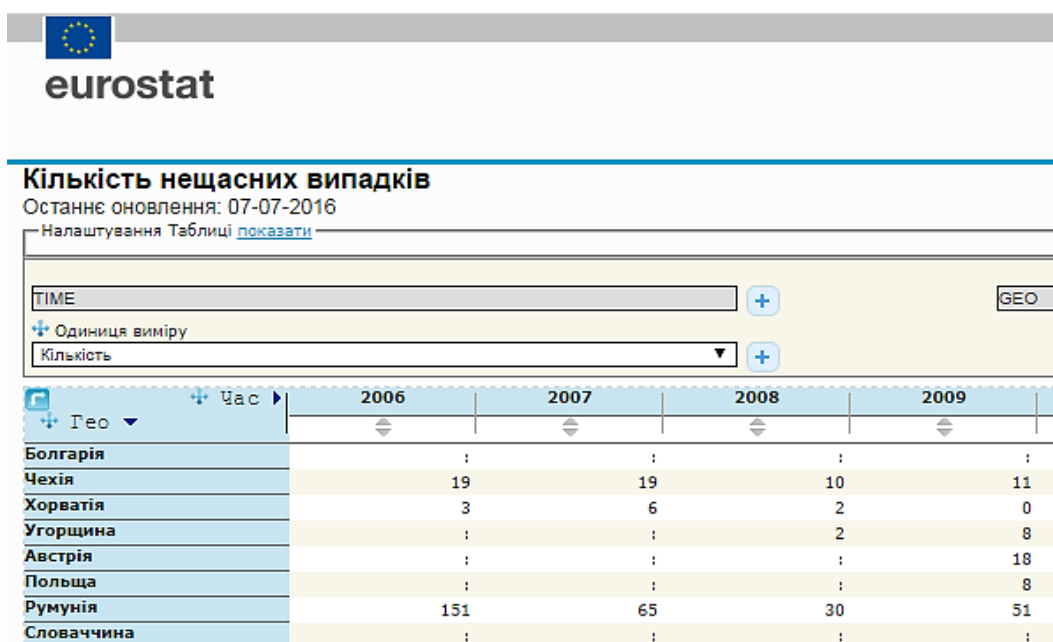 eurostat
Кількість нещасних випадків
Останнє оновлення: 07-07-2016
Налаштування Таблиці показати
TIME GEO
Одиниця виміру
Кількість
Час 2006 2007 2008 2009
Гео
Болгарія : : : :
Чехія 19 19 10 11
Хорватія 3 6 2 0
Угорщина : : 2 8
Австрія : : : 18
Польща : : : 8
Румунія 151 65 30 51
Словаччина : : : :